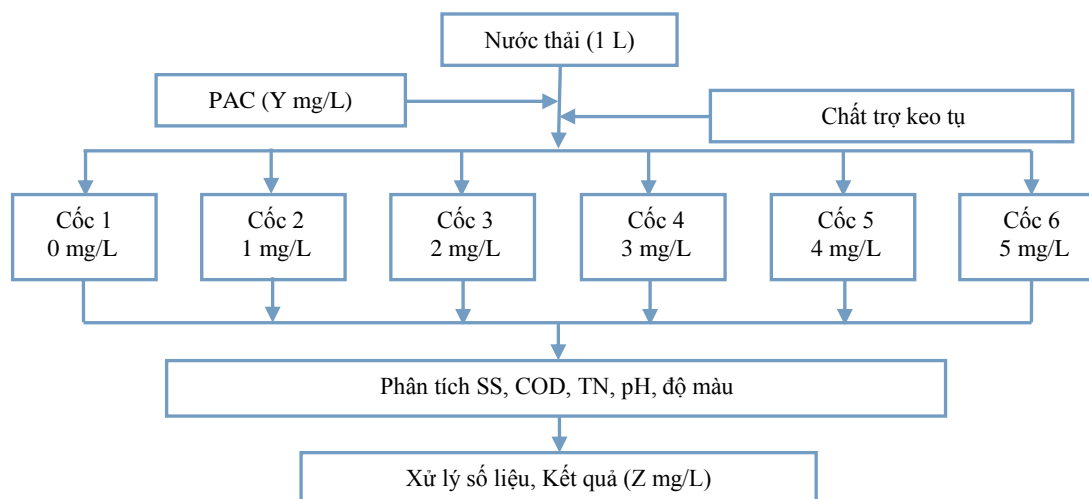 Nước thải (1 L)
PAC (Y mg/L)
Chất trợ keo tụ
Cốc 1
0 mg/L
Cốc 2
1 mg/L
Cốc 3
2 mg/L
Cốc 4
3 mg/L
Cốc 5
4 mg/L
Cốc 6
5 mg/L
Phân tích SS, COD, TN, pH, độ màu
Xử lý số liệu, Kết quả (Z mg/L)